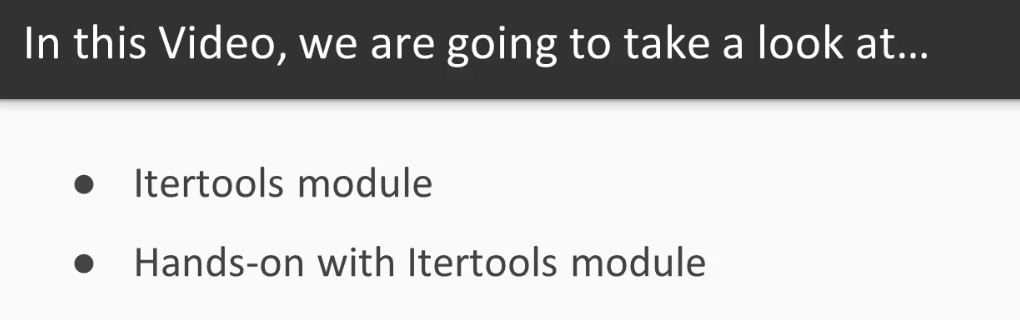 In this Video, we are going to take a look at...
● Itertools module
● Hands-on with Itertools module